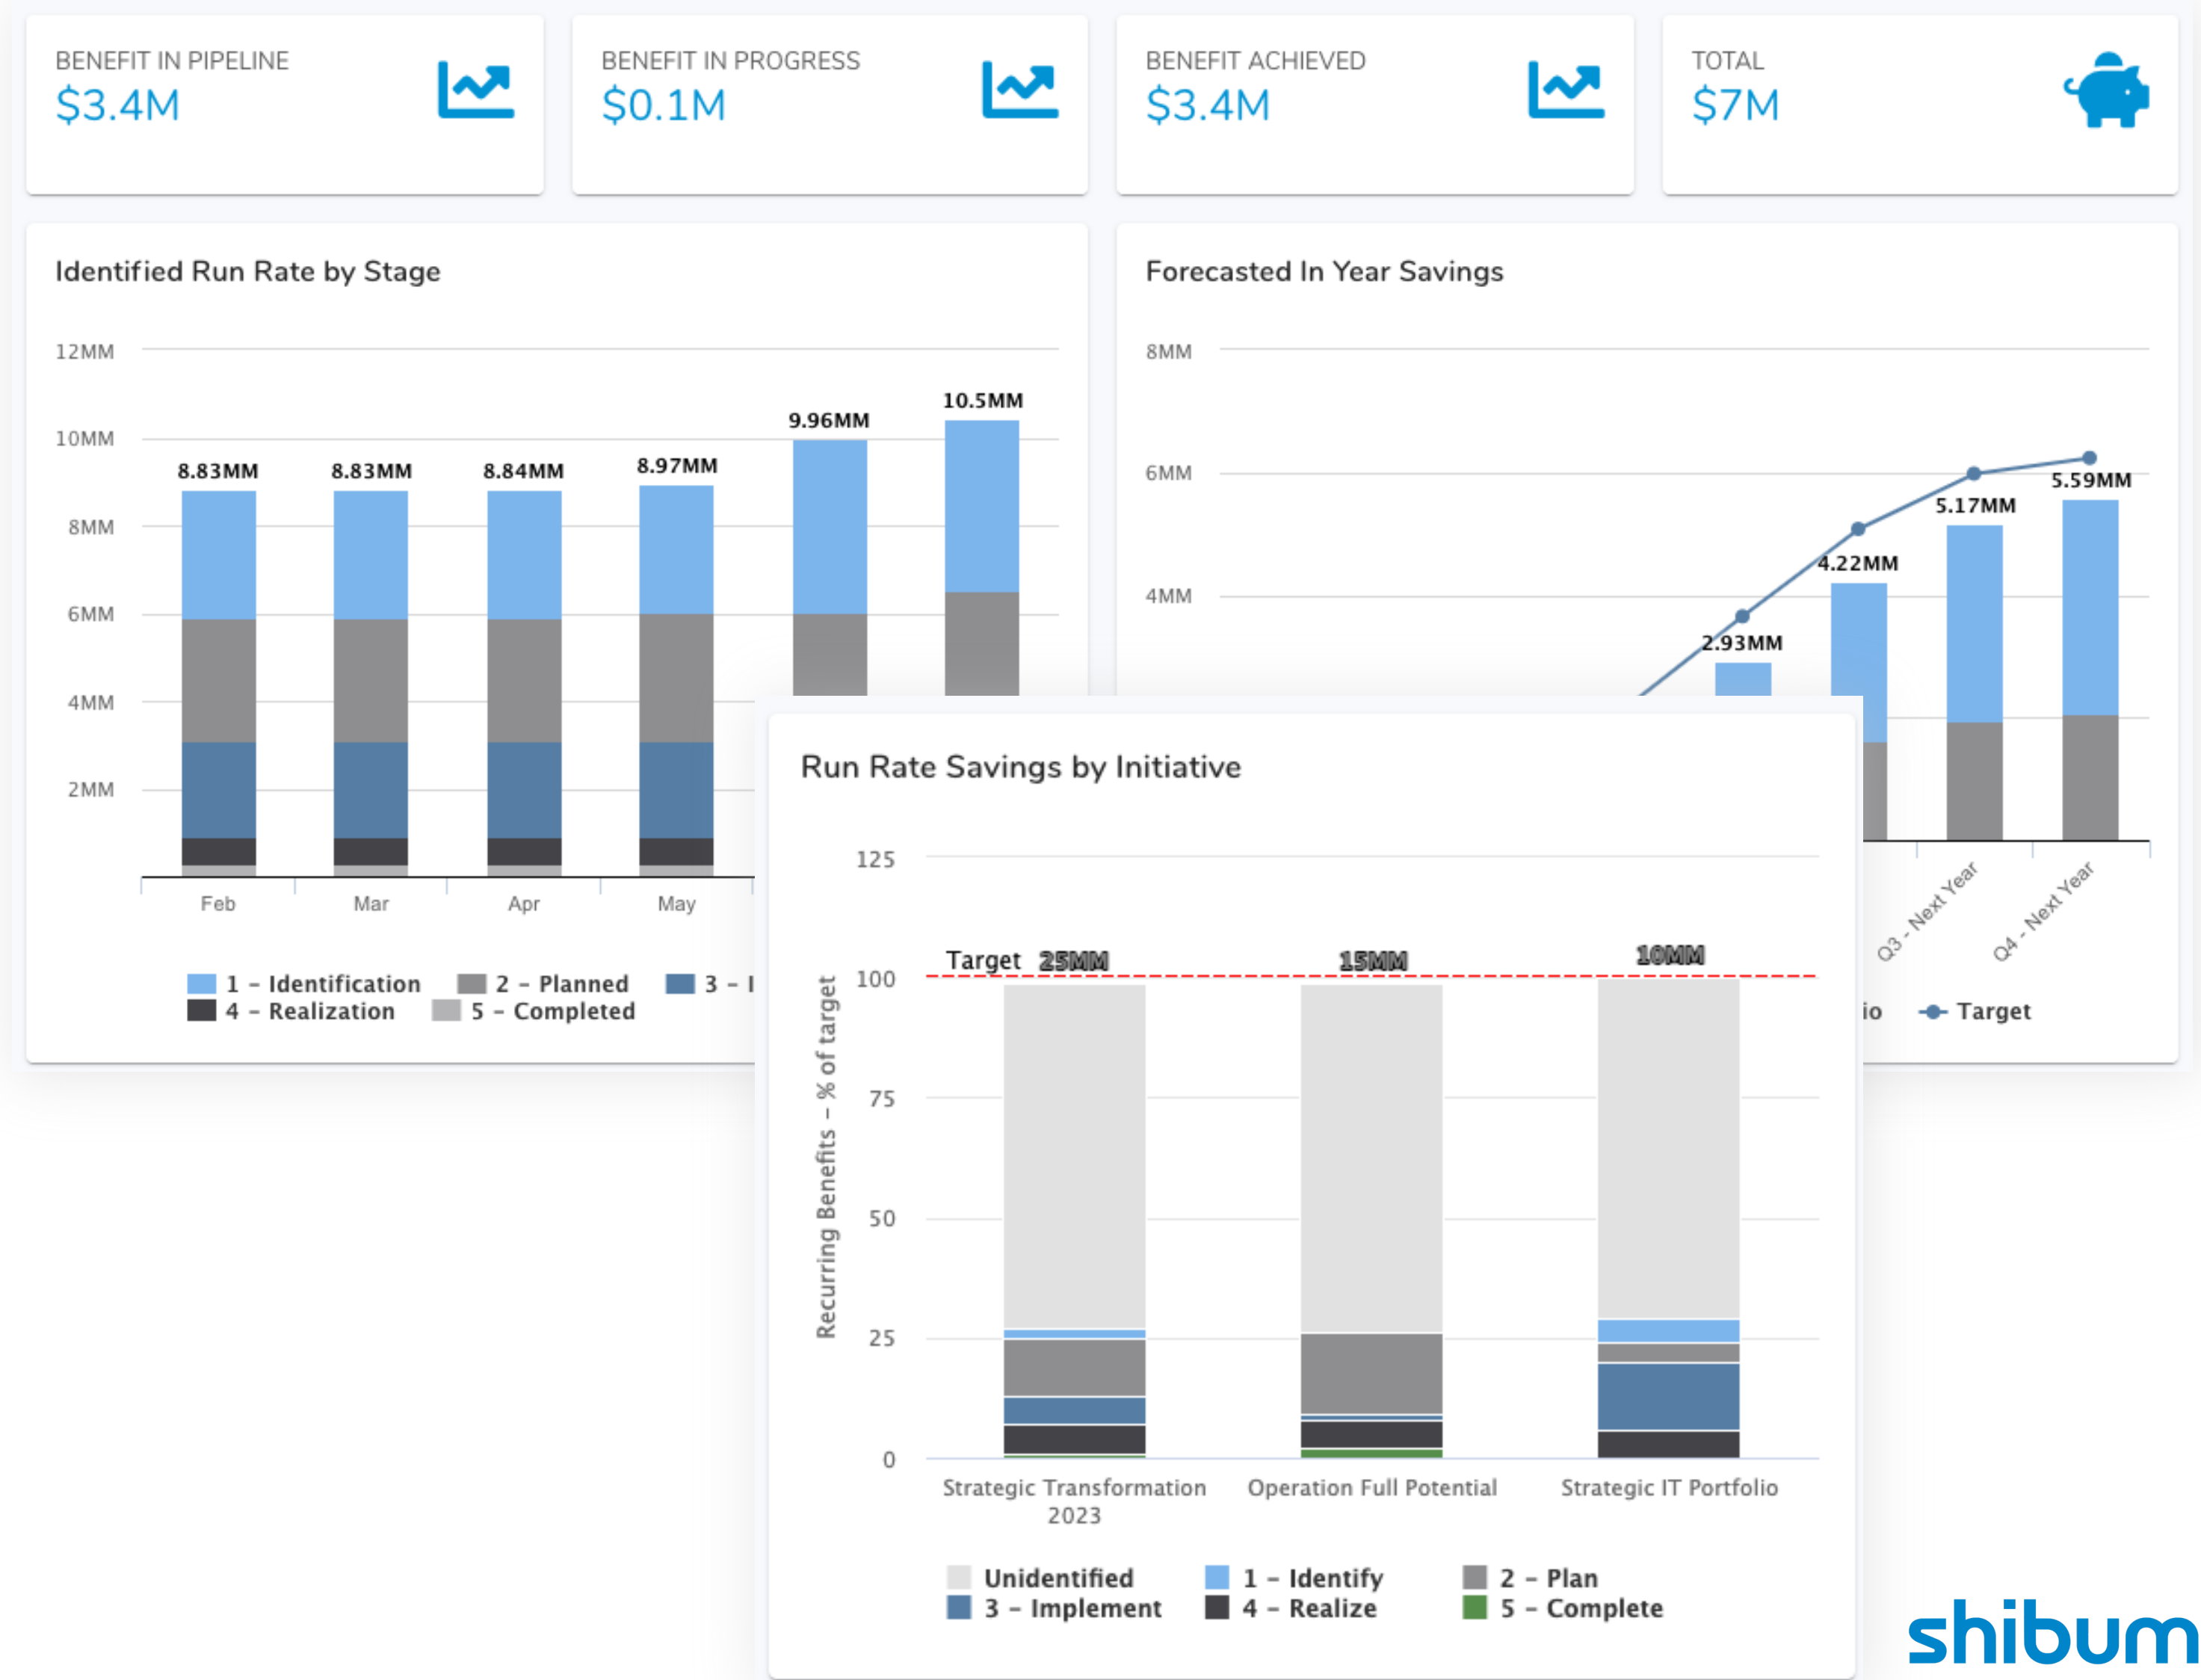 BENEFIT IN PIPELINE
$3.4M
BENEFIT IN PROGRESS
$0.1M
BENEFIT ACHIEVED
$3.4M
TOTAL
$7M
Identified Run Rate by Stage
12MM
10MM
8MM
6MM
4MM
2MM
8.83MM
8.83MM
8.84MM
8.97MM
9.96MM
10.5MM
Feb
Mar
Apr
May
1 - Identification
2 - Planned
3 -
4 - Realization
5 - Completed
Forecasted In Year Savings
8MM
6MM
4MM
2.93MM
4.22MM
5.17MM
5.59MM
Q3 - Next Year
Q4 - Next Year
io
Target
Run Rate Savings by Initiative
Recurring Benefits - % of target
125
100
75
50
25
0
Target
25MM
15MM
10MM
Strategic Transformation
2023
Operation Full Potential
Strategic IT Portfolio
Unidentified
1 - Identify
2 - Plan
3 - Implement
4 - Realize
5 - Complete
shibum